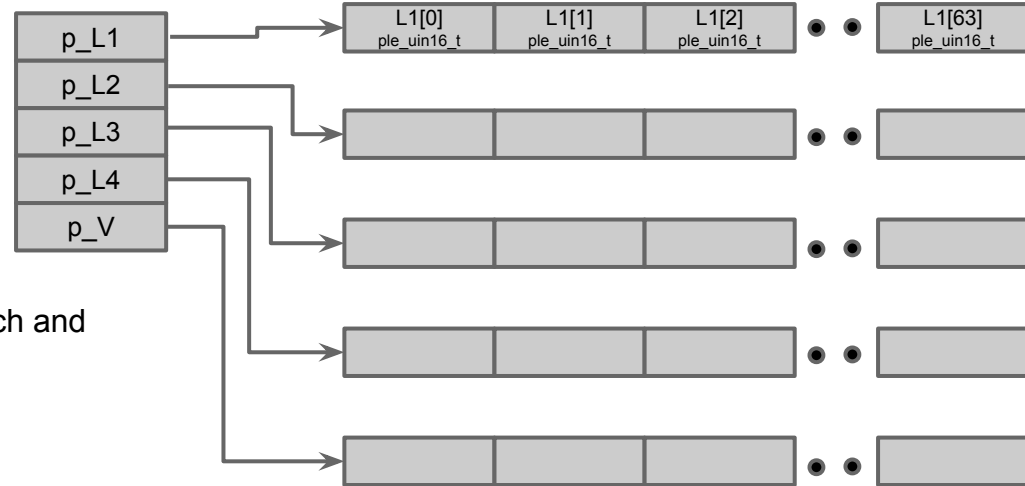 p_L1
p_L2
p_L3
p_L4
p_V
L1[0]
ple_uin16_t
L1[1]
ple_uin16_t
L1[2]
ple_uin16_t
L1[63]
ple_uin16_t
ch and